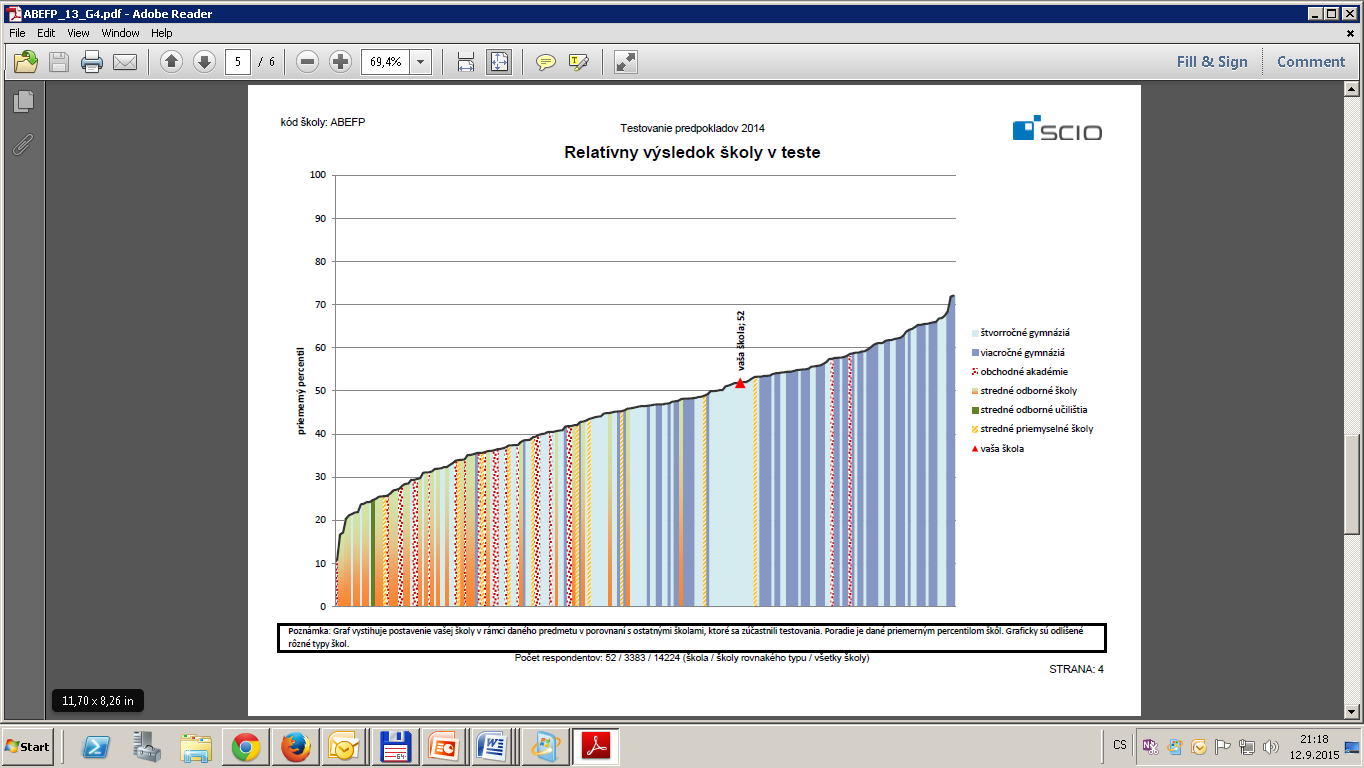 ABEFP_13_G4.pdf - Adobe Reader
File Edit View Window Help
5 / 6 69,4% Fill & Sign Comment
kód školy: ABEFP
Testovanie predpokladov 2014
SCIO
Relatívny výsledok školy v teste
100
90
80
70
60
50
40
30
20
10
0
priemerný percentil
vaša škola; 52
štvorročné gymnáziá
viacročné gymnáziá
obchodné akadémie
stredné odborné školy
stredné odborné učilištia
stredné priemyselné školy
vaša škola
Poznámka: Graf vystihuje postavenie vašej školy v rámci daného predmetu v porovnaní s ostatnými školami, ktoré sa zúčastnili testovania. Poradie je dané priemerným percentilom škôl. Graficky sú odlíšené
rôzné typy škol.
Počet respondentov: 52 / 3383 / 14224 (škola / školy rovnakého typu / všetky školy)
STRANA: 4
11,70 x 8,26 in
Start
CS
21:18
12.9.2015